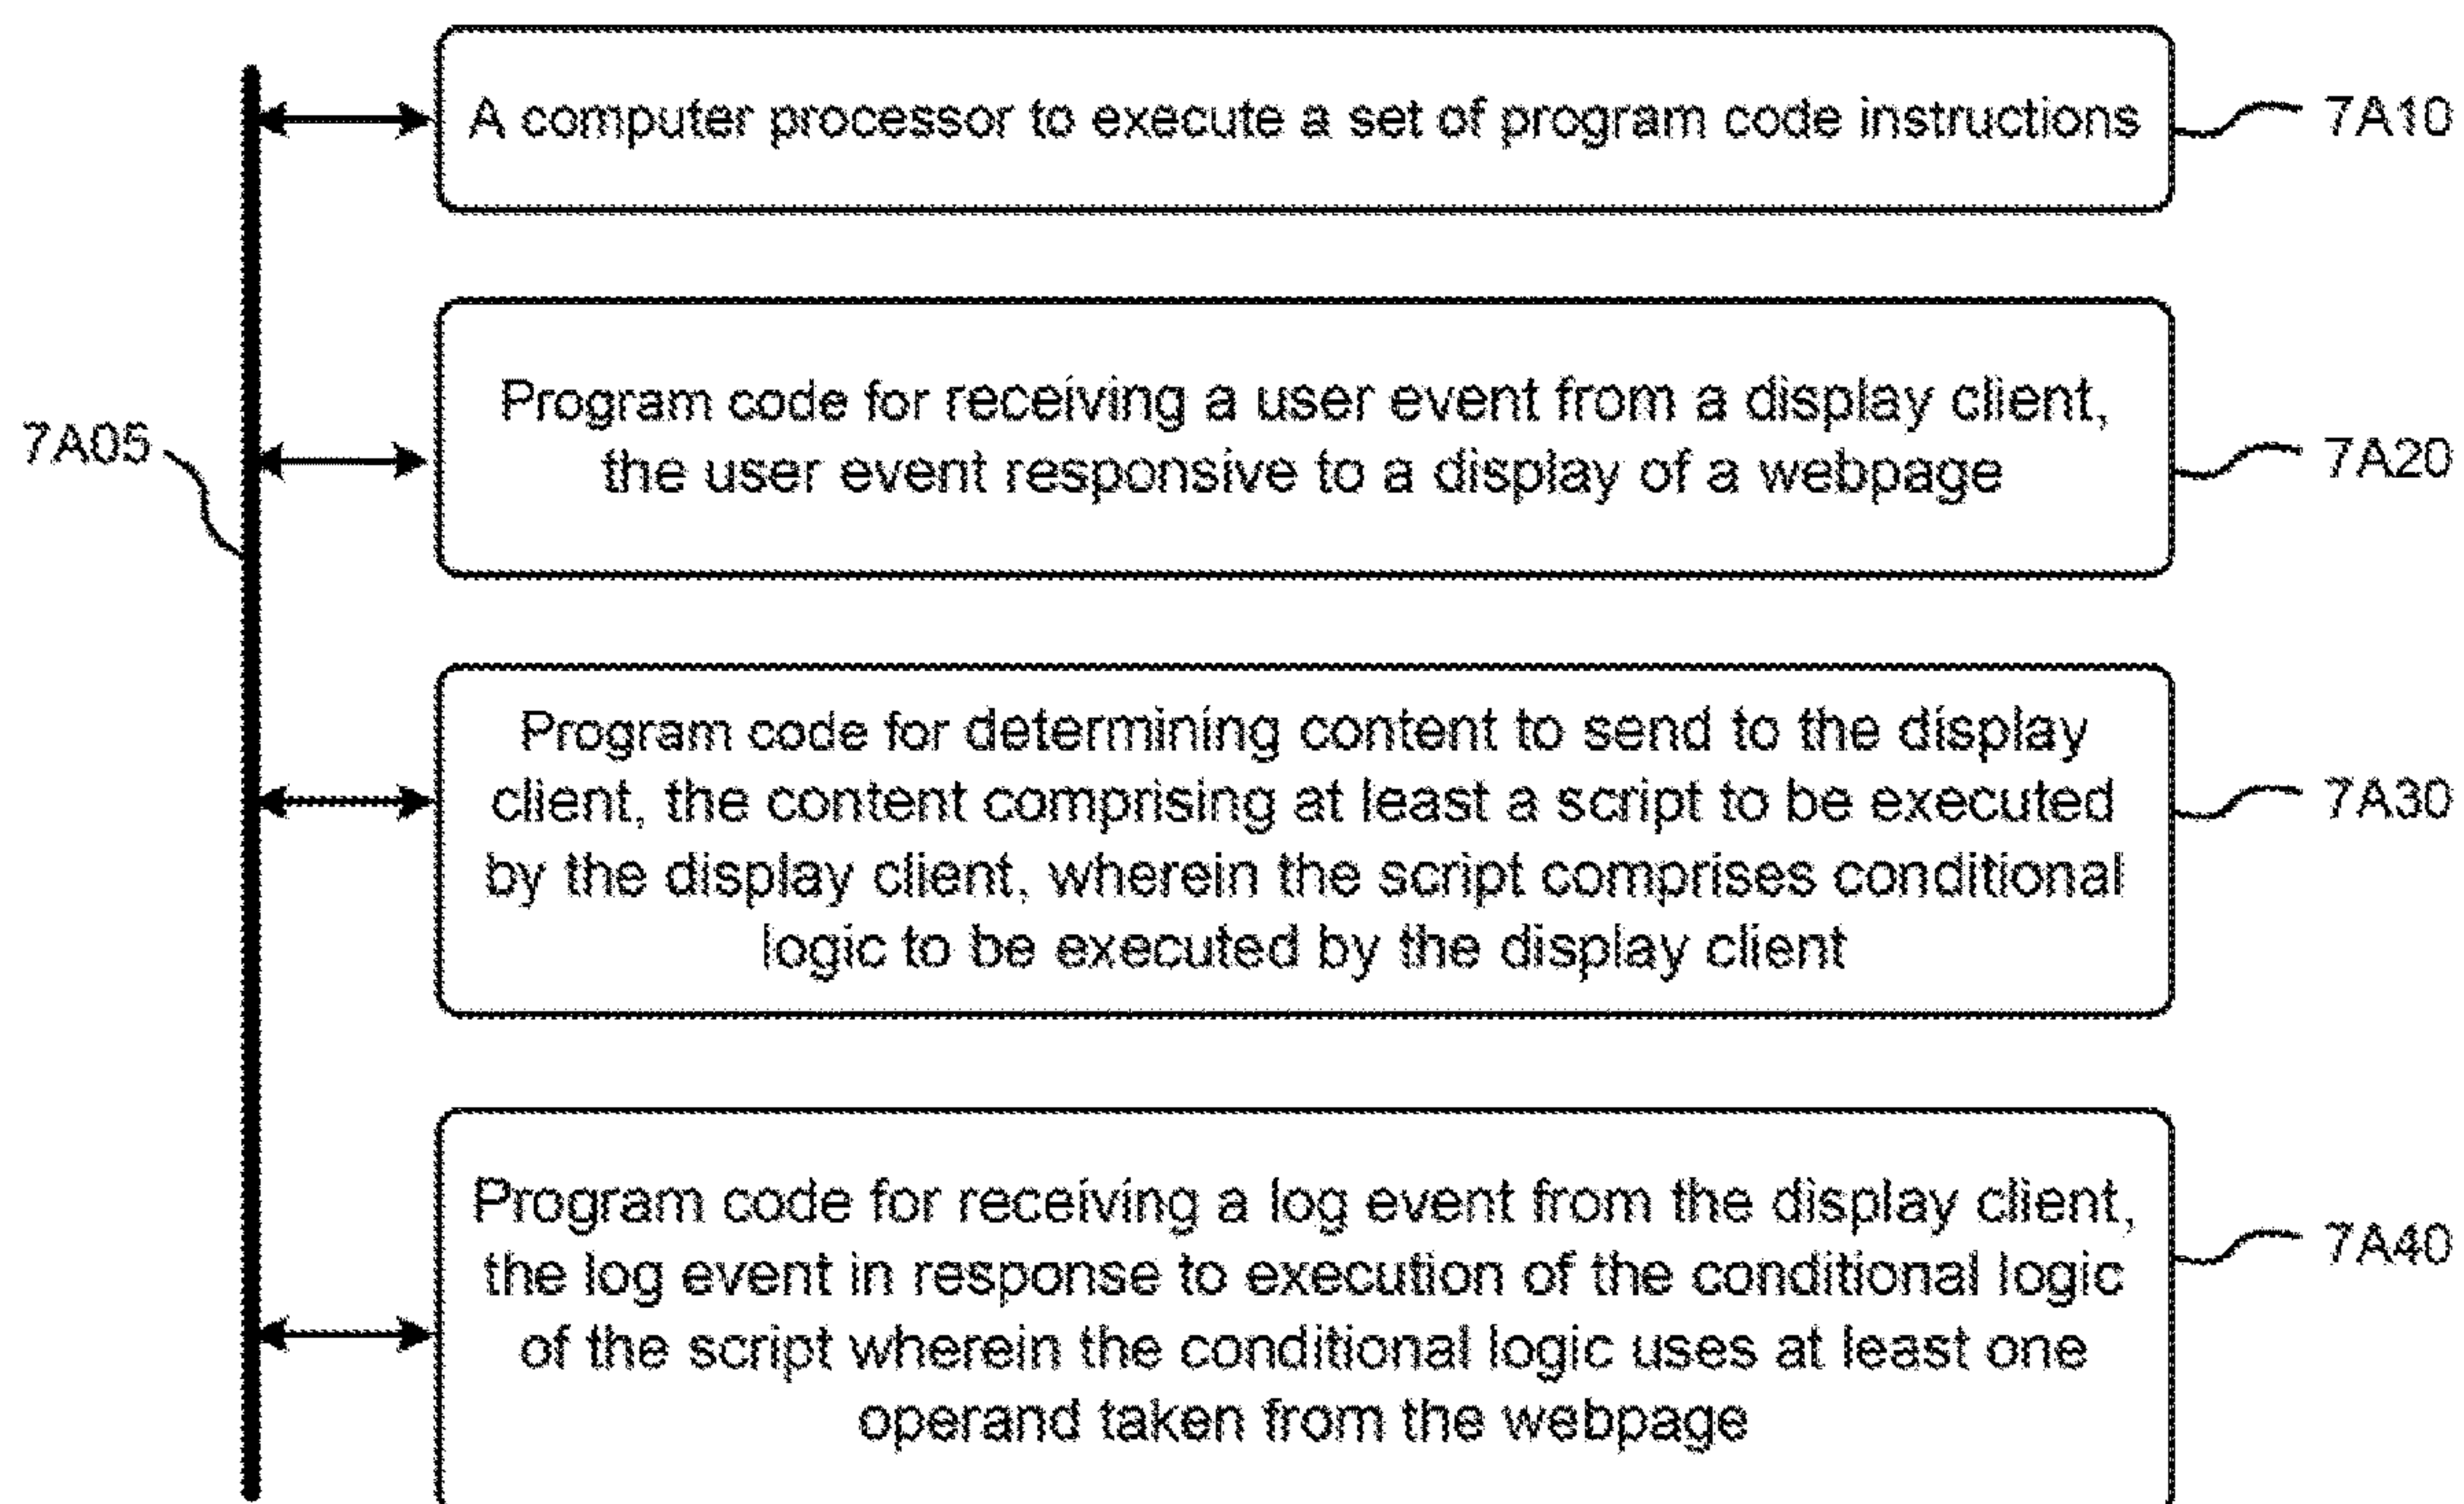 A computer processor to execute a set of program code instructions
7A10
7A05
Program code for receiving a user event from a display client,
the user event responsive to a display of a webpage
7A20
Program code for determining content to send to the display
client, the content comprising at least a script to be executed
by the display client, wherein the script comprises conditional
logic to be executed by the display client
7A30
Program code for receiving a log event from the display client,
the log event in response to execution of the conditional logic
of the script wherein the conditional logic uses at least one
operand taken from the webpage
7A40